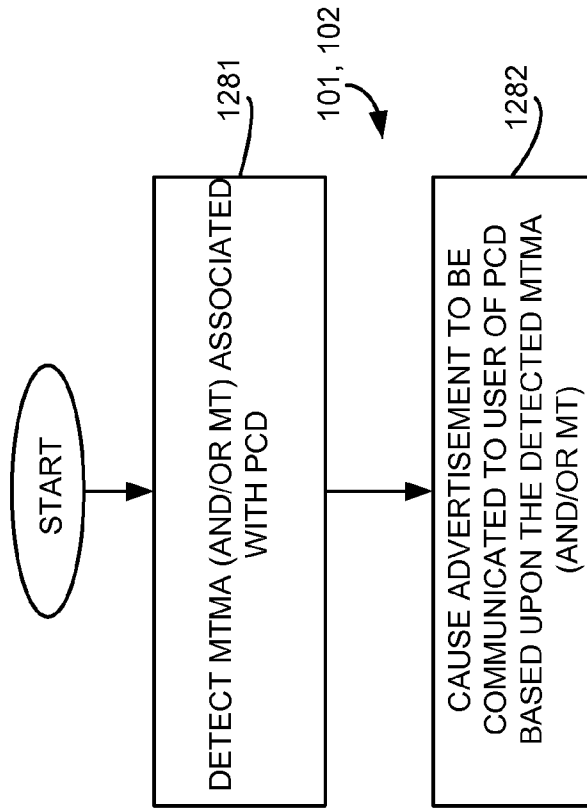 START
DETECT MTMA (AND/OR MT) ASSOCIATED
WITH PCD
1281
101, 102
CAUSE ADVERTISEMENT TO BE
COMMUNICATED TO USER OF PCD
BASED UPON THE DETECTED MTMA
(AND/OR MT)
1282